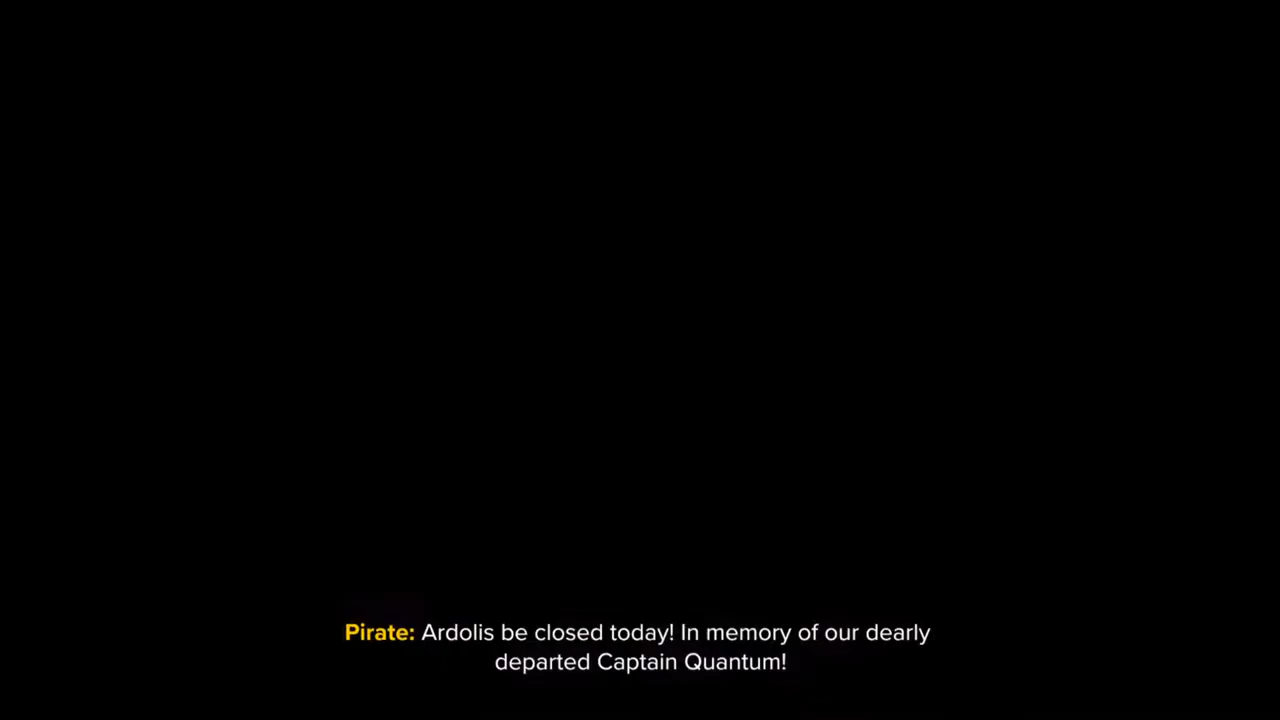 Pirate: Ardolis be closed today! In memory of our dearly
departed Captain Quantum!